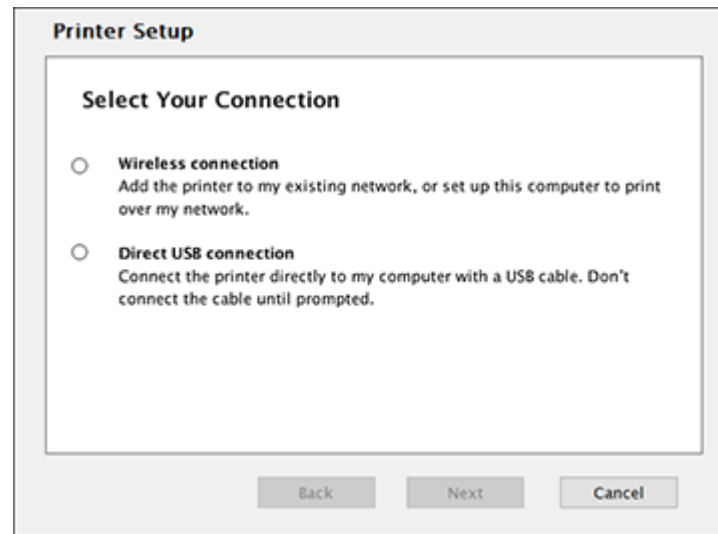 Printer Setup
Select Your Connection
Wireless connection
Add the printer to my existing network, or set up this computer to print
over my network.
Direct USB connection
Connect the printer directly to my computer with a USB cable. Don't
connect the cable until prompted.
Back Next Cancel